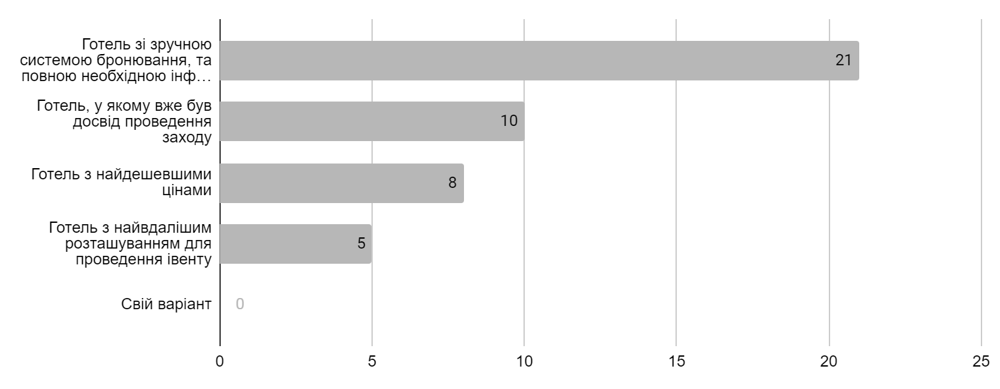 Готель зі зручною
системою бронювання, та
повною необхідною інф…
21
Готель, у якому вже був
досвід проведення
заходу
10
Готель з найдешевшими
цінами
8
Готель з найвдалішим
розташуванням для
проведення івенту
5
Свій варіант
0
0
5
10
15
20
25